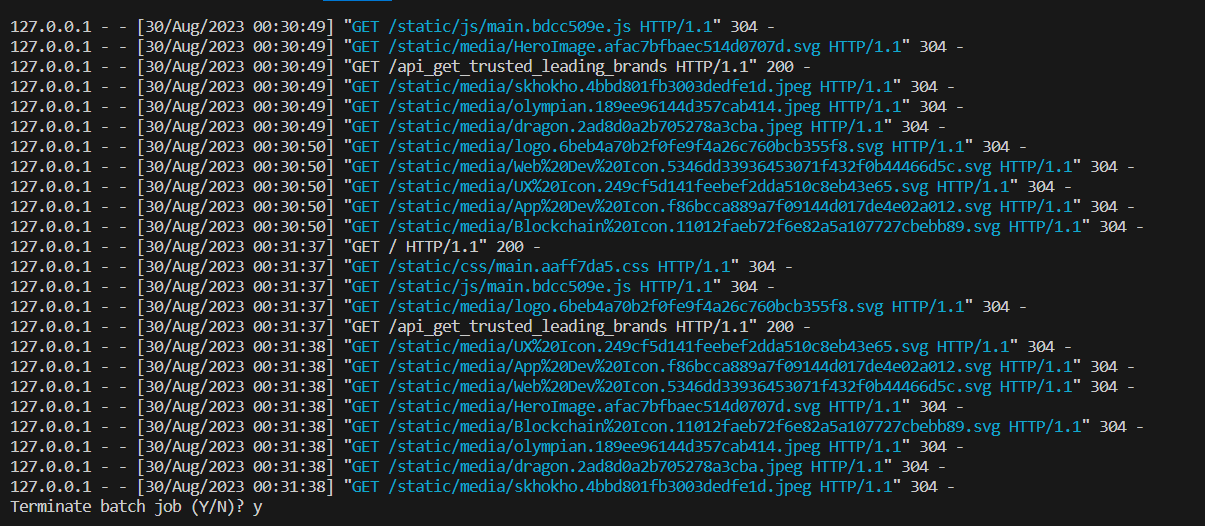 127.0.0.1 - - [30/Aug/2023 00:30:49] "GET /static/js/main.bdcc509e.js HTTP/1.1" 304 -
127.0.0.1 - - [30/Aug/2023 00:30:49] "GET /static/media/HeroImage.afac7bfbaec514d0707d.svg HTTP/1.1" 304 -
127.0.0.1 - - [30/Aug/2023 00:30:49] "GET /api_get_trusted_leading_brands HTTP/1.1" 200 -
127.0.0.1 - - [30/Aug/2023 00:30:49] "GET /static/media/skhokho.4bbd801fb3003dedfe1d.jpeg HTTP/1.1" 304 -
127.0.0.1 - - [30/Aug/2023 00:30:49] "GET /static/media/olympian.189ee96144d357cab414.jpeg HTTP/1.1" 304 -
127.0.0.1 - - [30/Aug/2023 00:30:49] "GET /static/media/dragon.2ad8d0a2b705278a3cba.jpeg HTTP/1.1" 304 -
127.0.0.1 - - [30/Aug/2023 00:30:50] "GET /static/media/logo.6beb4a70b2f0fe9f4a26c760bcb355f8.svg HTTP/1.1" 304 -
127.0.0.1 - - [30/Aug/2023 00:30:50] "GET /static/media/Web%20Dev%20Icon.5346dd33936453071f432f0b44466d5c.svg HTTP/1.1" 304 -
127.0.0.1 - - [30/Aug/2023 00:30:50] "GET /static/media/UX%20Icon.249cf5d141feebef2dda510c8eb43e65.svg HTTP/1.1" 304 -
127.0.0.1 - - [30/Aug/2023 00:30:50] "GET /static/media/App%20Dev%20Icon.f86bcca889a7f09144d017de4e02a012.svg HTTP/1.1" 304 -
127.0.0.1 - - [30/Aug/2023 00:30:50] "GET /static/media/Blockchain%20Icon.11012faeb72f6e82a5a107727cbebb89.svg HTTP/1.1" 304 -
127.0.0.1 - - [30/Aug/2023 00:31:37] "GET / HTTP/1.1" 200 -
127.0.0.1 - - [30/Aug/2023 00:31:37] "GET /static/css/main.aaff7da5.css HTTP/1.1" 304 -
127.0.0.1 - - [30/Aug/2023 00:31:37] "GET /static/js/main.bdcc509e.js HTTP/1.1" 304 -
127.0.0.1 - - [30/Aug/2023 00:31:37] "GET /static/media/logo.6beb4a70b2f0fe9f4a26c760bcb355f8.svg HTTP/1.1" 304 -
127.0.0.1 - - [30/Aug/2023 00:31:37] "GET /api_get_trusted_leading_brands HTTP/1.1" 200 -
127.0.0.1 - - [30/Aug/2023 00:31:38] "GET /static/media/UX%20Icon.249cf5d141feebef2dda510c8eb43e65.svg HTTP/1.1" 304 -
127.0.0.1 - - [30/Aug/2023 00:31:38] "GET /static/media/App%20Dev%20Icon.f86bcca889a7f09144d017de4e02a012.svg HTTP/1.1" 304 -
127.0.0.1 - - [30/Aug/2023 00:31:38] "GET /static/media/Web%20Dev%20Icon.5346dd33936453071f432f0b44466d5c.svg HTTP/1.1" 304 -
127.0.0.1 - - [30/Aug/2023 00:31:38] "GET /static/media/HeroImage.afac7bfbaec514d0707d.svg HTTP/1.1" 304 -
127.0.0.1 - - [30/Aug/2023 00:31:38] "GET /static/media/Blockchain%20Icon.11012faeb72f6e82a5a107727cbebb89.svg HTTP/1.1" 304 -
127.0.0.1 - - [30/Aug/2023 00:31:38] "GET /static/media/olympian.189ee96144d357cab414.jpeg HTTP/1.1" 304 -
127.0.0.1 - - [30/Aug/2023 00:31:38] "GET /static/media/dragon.2ad8d0a2b705278a3cba.jpeg HTTP/1.1" 304 -
127.0.0.1 - - [30/Aug/2023 00:31:38] "GET /static/media/skhokho.4bbd801fb3003dedfe1d.jpeg HTTP/1.1" 304 -
Terminate batch job (Y/N)? y